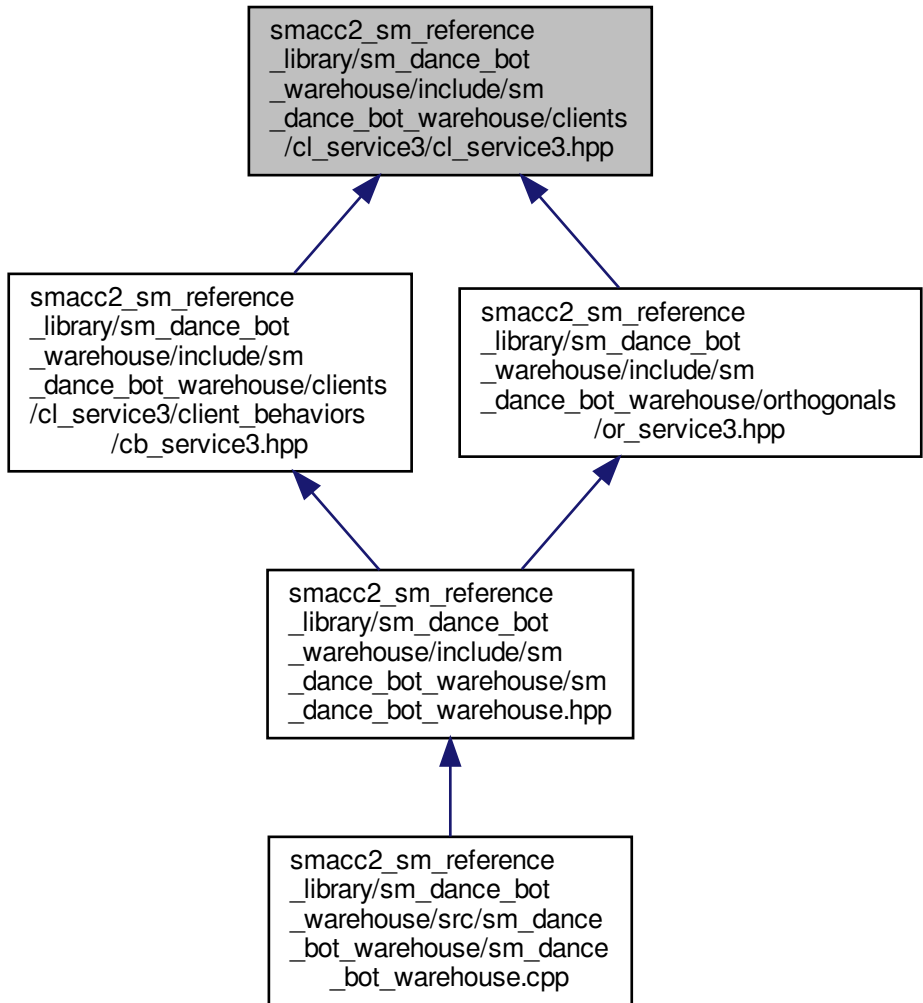 smacc2_sm_reference
_library/sm_dance_bot
_warehouse/include/sm
_dance_bot_warehouse/clients
/cl_service3/cl_service3.hpp
smacc2_sm_reference
_library/sm_dance_bot
_warehouse/include/sm
_dance_bot_warehouse/clients
/cl_service3/client_behaviors
/cb_service3.hpp
smacc2_sm_reference
_library/sm_dance_bot
_warehouse/include/sm
_dance_bot_warehouse/orthogonals
/or_service3.hpp
smacc2_sm_reference
_library/sm_dance_bot
_warehouse/include/sm
_dance_bot_warehouse/sm
_dance_bot_warehouse.hpp
smacc2_sm_reference
_library/sm_dance_bot
_warehouse/src/sm_dance
_bot_warehouse/sm_dance
_bot_warehouse.cpp